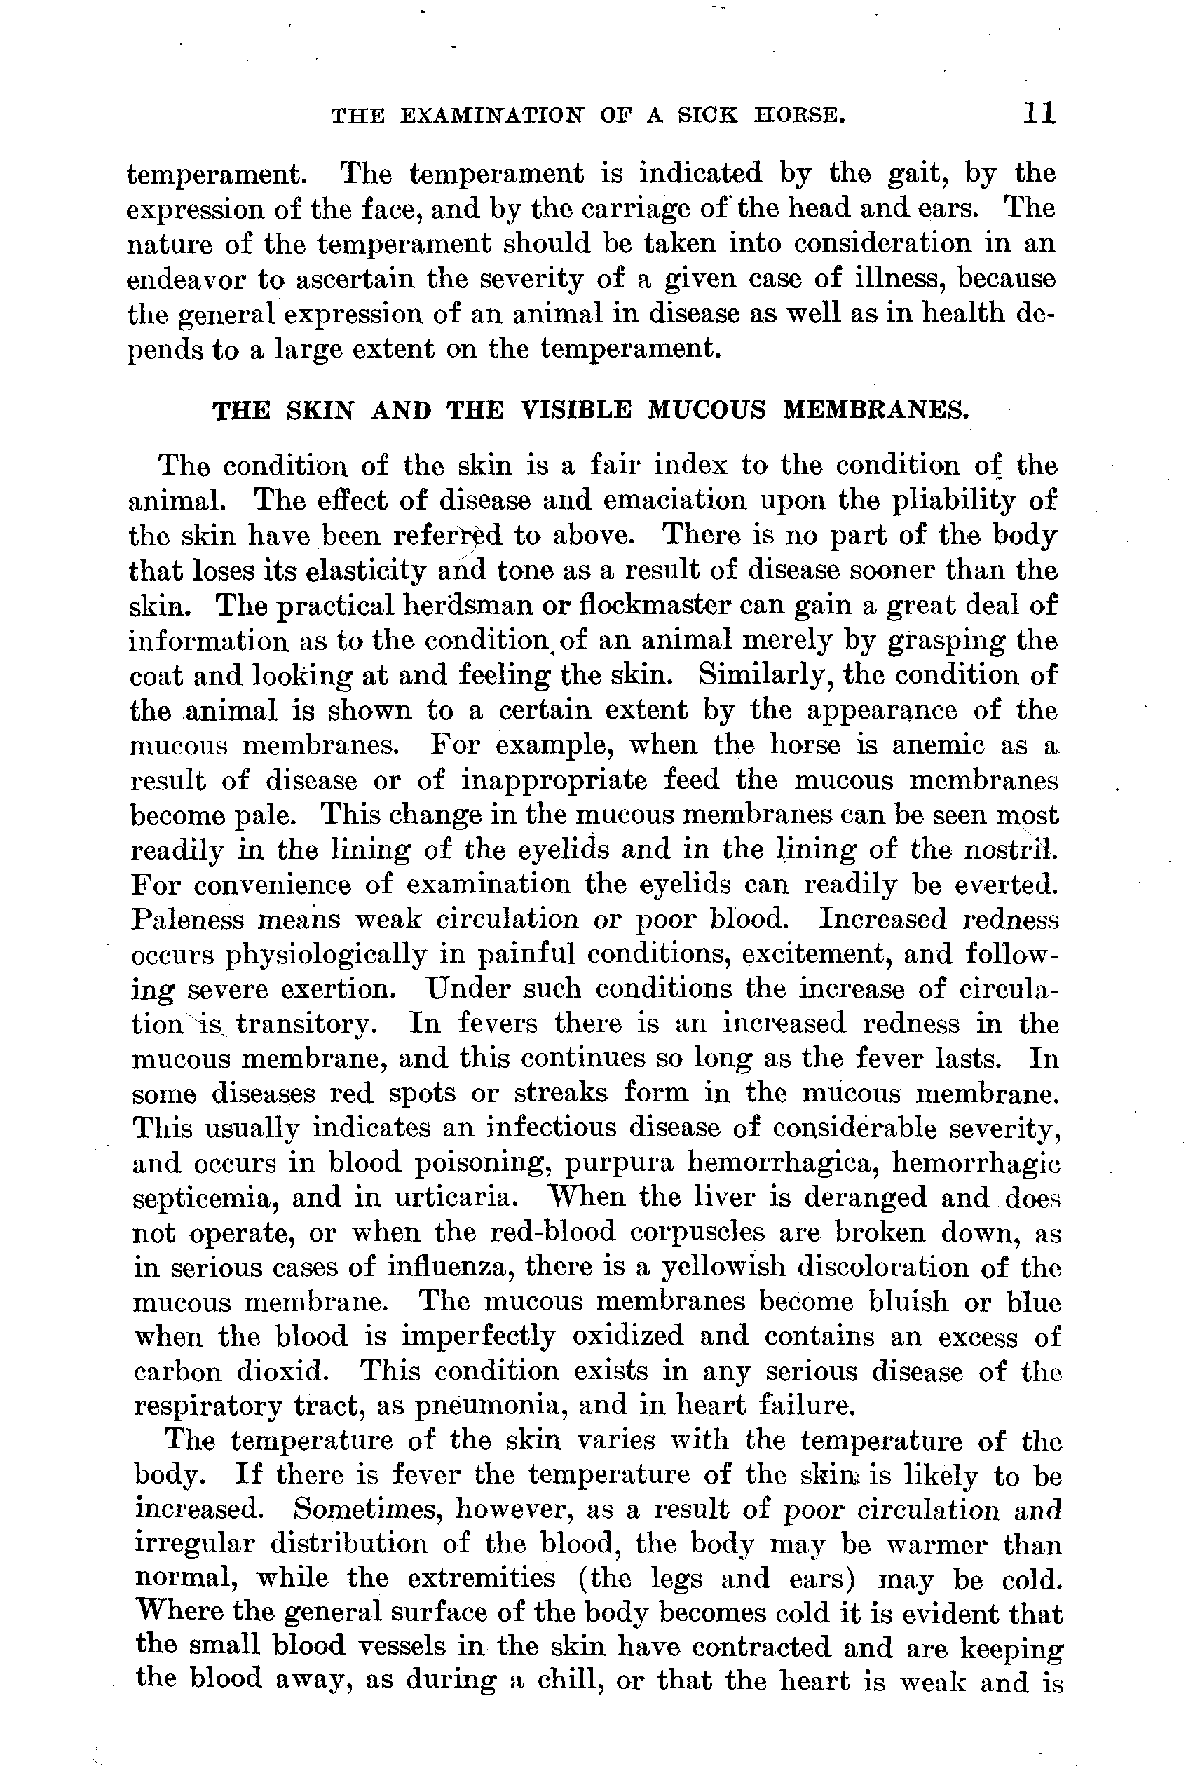 THE EXAMINATION OF A SICK HORSE. 11
temperament. The temperament is indicated by the gait, by the
expression of the face, and by the carriage of the head and ears. The
nature of the temperament should be taken into consideration in an
endeavor to ascertain the severity of a given case of illness, because
the general expression of an animal in disease as well as in health de-
pends to a large extent on the temperament.
THE SKIN AND THE VISIBLE MUCOUS MEMBRANES.
The condition of the skin is a fair index to the condition of the
animal. The effect of disease and emaciation upon the pliability of
the skin have been referred to above. There is no part of the body
that loses its elasticity and tone as a result of disease sooner than the
skin. The practical herdsman or flockmaster can gain a great deal of
information as to the condition of an animal merely by grasping the
coat and looking at and feeling the skin. Similarly, the condition of
the animal is shown to a certain extent by the appearance of the
mucous membranes. For example, when the horse is anemic as a
result of disease or of inappropriate feed the mucous membranes
become pale. This change in the mucous membranes can be seen most
readily in the lining of the eyelids and in the lining of the nostril.
For convenience of examination the eyelids can readily be everted.
Paleness means weak circulation or poor blood. Increased redness
occurs physiologically in painful conditions, excitement, and follow-
ing severe exertion. Under such conditions the increase of circula-
tion is transitory. In fevers there is an increased redness in the
mucous membrane, and this continues so long as the fever lasts. In
some diseases red spots or streaks form in the mucous membrane.
This usually indicates an infectious disease of considerable severity,
and occurs in blood poisoning, purpura hemorrhagica, hemorrhagic
septicemia, and in urticaria. When the liver is deranged and does
not operate, or when the red-blood corpuscles are broken down, as
in serious cases of influenza, there is a yellowish discoloration of the
mucous membrane. The mucous membranes become bluish or blue
when the blood is imperfectly oxidized and contains an excess of
carbon dioxid. This condition exists in any serious disease of the
respiratory tract, as pneumonia, and in heart failure.
The temperature of the skin varies with the temperature of the
body. If there is fever the temperature of the skin is likely to be
increased. Sometimes, however, as a result of poor circulation and
irregular distribution of the blood, the body may be warmer than
normal, while the extremities (the legs and ears) may be cold.
Where the general surface of the body becomes cold it is evident that
the small blood vessels in the skin have contracted and are keeping
the blood away, as during a chill, or that the heart is weak and is